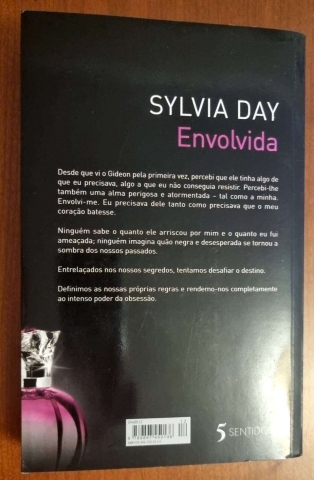 SYLVIA DAY
Envolvida
Desde que vi o Gideon pela primeira vez, percebi que ele tinha algo de
que eu precisava, algo a que eu não conseguia resistir. Percebi-lhe
também uma alma perigosa e atormentada – tal como a minha.
Envolvi-me. Eu precisava dele tanto como precisava que o meu
coração batesse.
Ninguém sabe o quanto ele arriscou por mim e o quanto eu fui
ameaçada; ninguém imagina quão negra e desesperada se tornou a
sombra dos nossos passados.
Entrelaçados nos nossos segredos, tentamos desafiar o destino.
Definimos as nossas próprias regras e rendemo-nos completamente
ao intenso poder da obsessão.
5 SENTIDOS